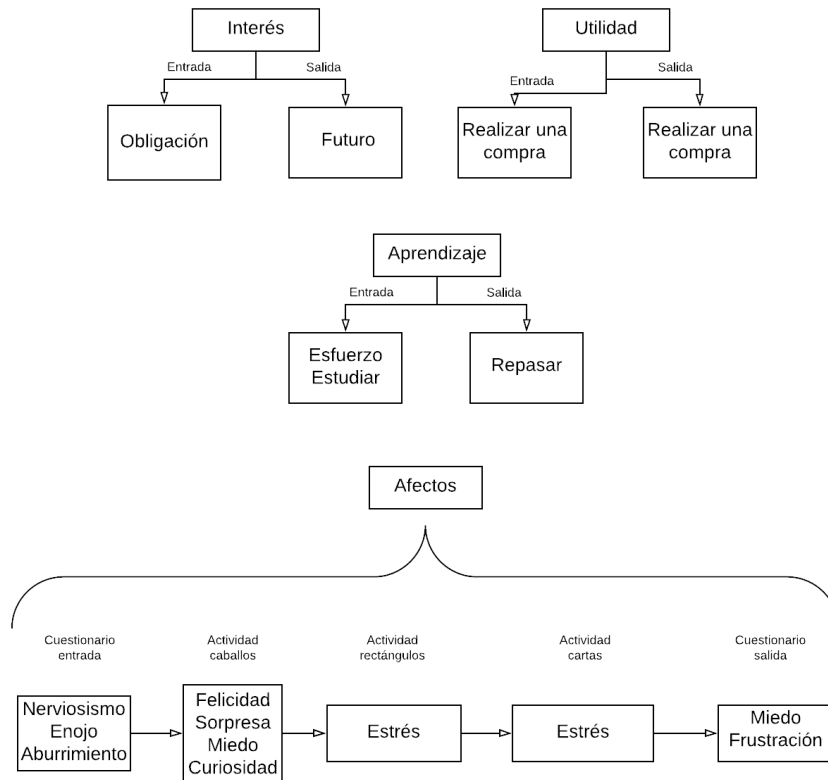 Interés
Entrada
Salida
Obligación
Futuro
Utilidad
Entrada
Salida
Realizar una
compra
Realizar una
compra
Aprendizaje
Entrada
Salida
Esfuerzo
Estudiar
Repasar
Afectos
Cuestionario
entrada
Actividad
caballos
Actividad
rectángulos
Actividad
cartas
Cuestionario
salida
Nerviosismo
Enojo
Aburrimiento
Felicidad
Sorpresa
Miedo
Curiosidad
Estrés
Estrés
Miedo
Frustración